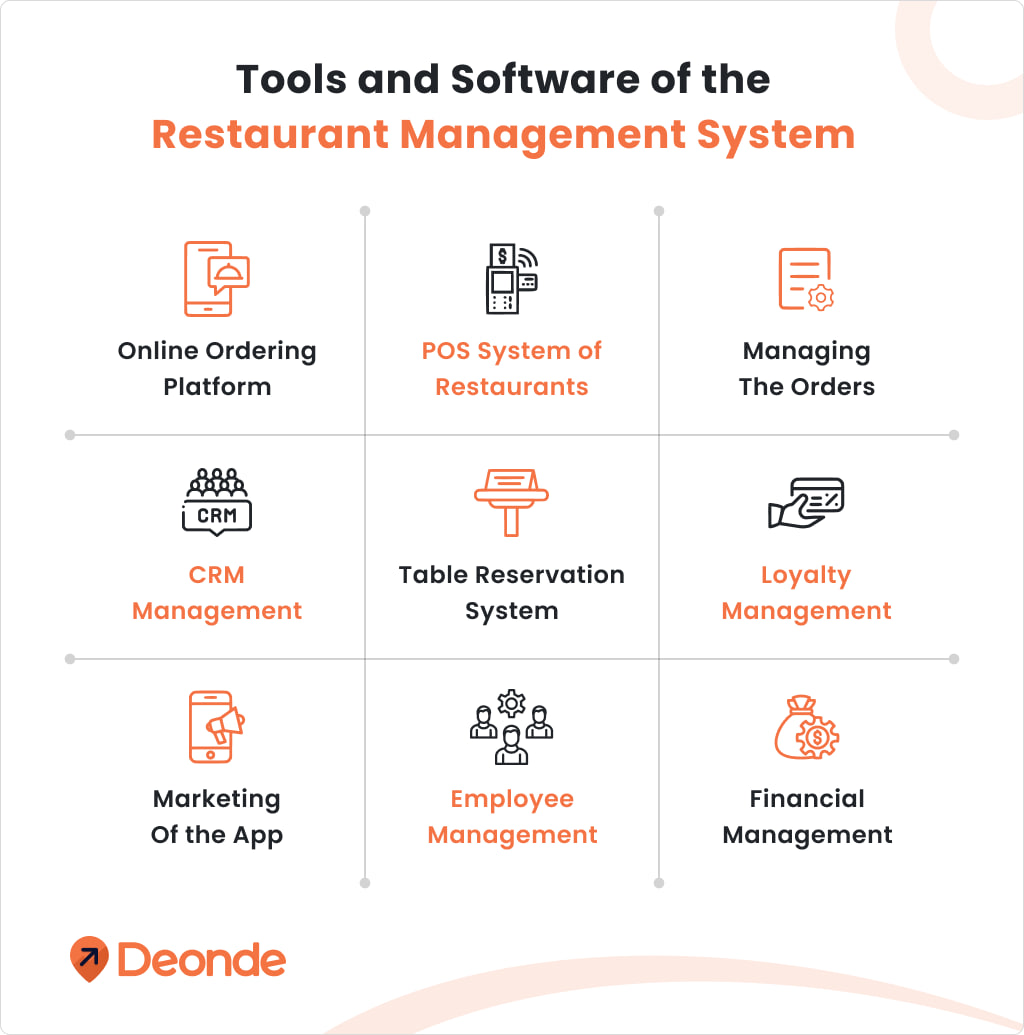 Tools and Software of the
Restaurant Management System
$
Online Ordering
Platform
POS System of
Restaurants
Managing
The Orders
CRM
%
CRM
Management
Table Reservation
System
Loyalty
Management
$
Marketing
Of the App
Employee
Management
Financial
Management
Deonde